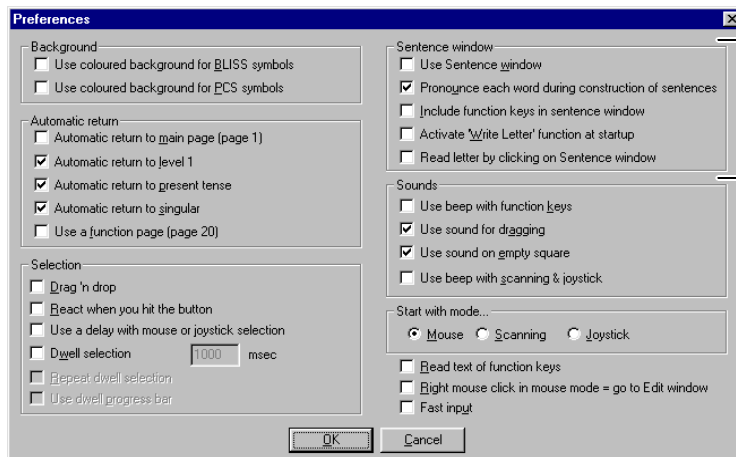 Preferences
Background
Use coloured background for BLISS symbols
Use coloured background for PCS symbols
Automatic return
Automatic return to main page (page 1)
Automatic return to level 1
Automatic return to present tense
Automatic return to singular
Use a function page (page 20)
Selection
Drag 'n drop
React when you hit the button
Use a delay with mouse or joystick selection
Dwell selection 1000 msec
Repeat dwell selection
Use dwell progress bar
Sentence window
Use Sentence window
Pronounce each word during construction of sentences
Include function keys in sentence window
Activate 'Write Letter' function at startup
Read letter by clicking on Sentence window
Sounds
Use beep with function keys
Use sound for dragging
Use sound on empty square
Use beep with scanning & joystick
Start with mode...
Mouse Scanning Joystick
Read text of function keys
Right mouse click in mouse mode = go to Edit window
Fast input
OK Cancel